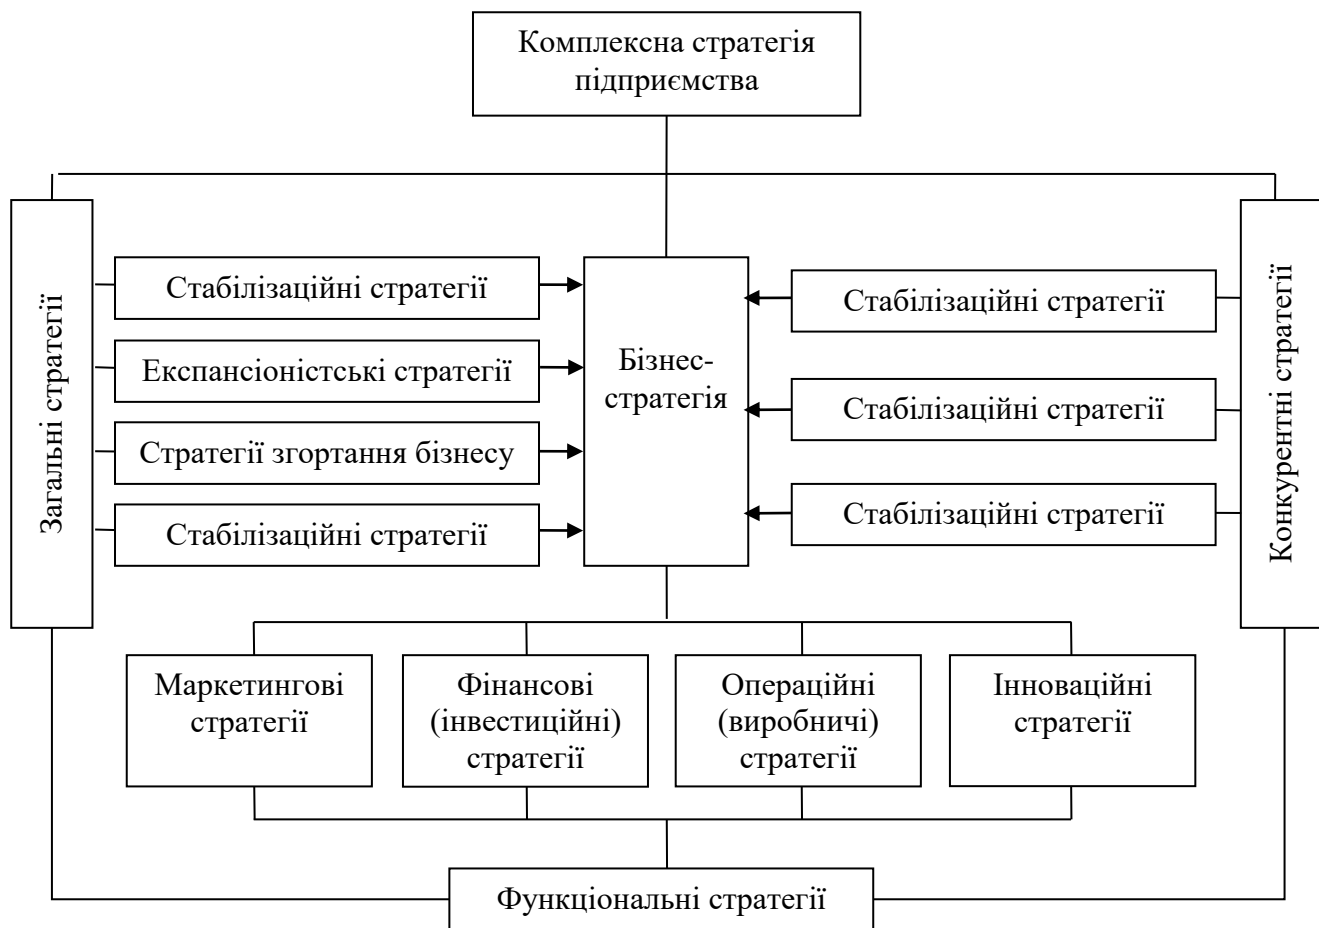 Комплексна стратегія
підприємства
Загальні стратегії
Стабілізаційні стратегії
Експансіоністські стратегії
Стратегії згортання бізнесу
Стабілізаційні стратегії
Бізнес-
стратегія
Стабілізаційні стратегії
Стабілізаційні стратегії
Стабілізаційні стратегії
Конкурентні стратегії
Маркетингові
стратегії
Фінансові
(інвестиційні)
стратегії
Операційні
(виробничі)
стратегії
Інноваційні
стратегії
Функціональні стратегії